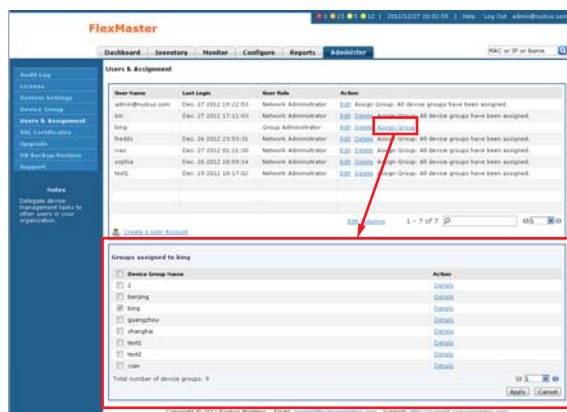 2012/12/27 20:02:55 | Help Log Out admin@ruckus.com
FlexMaster
Dashboard Inventory Monitor Configure Reports Administer
MAC or IP or Name
Audit Log
License
System Settings
Device Group
Users & Assignment
SSL Certificates
Upgrade
DB Backup/Restore
Support
Notes
Delegate device
management tasks to
other users in your
organization.
Users & Assignment
User Name Last Login User Role Action
admin@ruckus.com Dec. 27 2012 19:22:53 Network Administrator Edit Assign Group: All device groups have been assigned.
bin Dec. 27 2012 17:11:03 Network Administrator Edit Delete Assign Group: All device groups have been assigned.
bing Group Administrator Edit Delete Assign Group
freddy Dec. 26 2012 23:53:31 Network Administrator Edit Delete Assign Group: All device groups have been assigned.
ivan Dec. 27 2012 01:11:30 Network Administrator Edit Delete Assign Group: All device groups have been assigned.
sophia Dec. 26 2012 18:09:14 Network Administrator Edit Delete Assign Group: All device groups have been assigned.
test1 Dec. 19 2012 18:17:02 Network Administrator Edit Delete Assign Group: All device groups have been assigned.
Edit Columns 1 - 7 of 7
Create a User Account
Groups assigned to bing
Device Group Name Action
2 Details
benjing Details
bing Details
guangzhou Details
shanghai Details
test1 Details
test2 Details
xian Details
Total number of device groups: 9 1
Apply Cancel